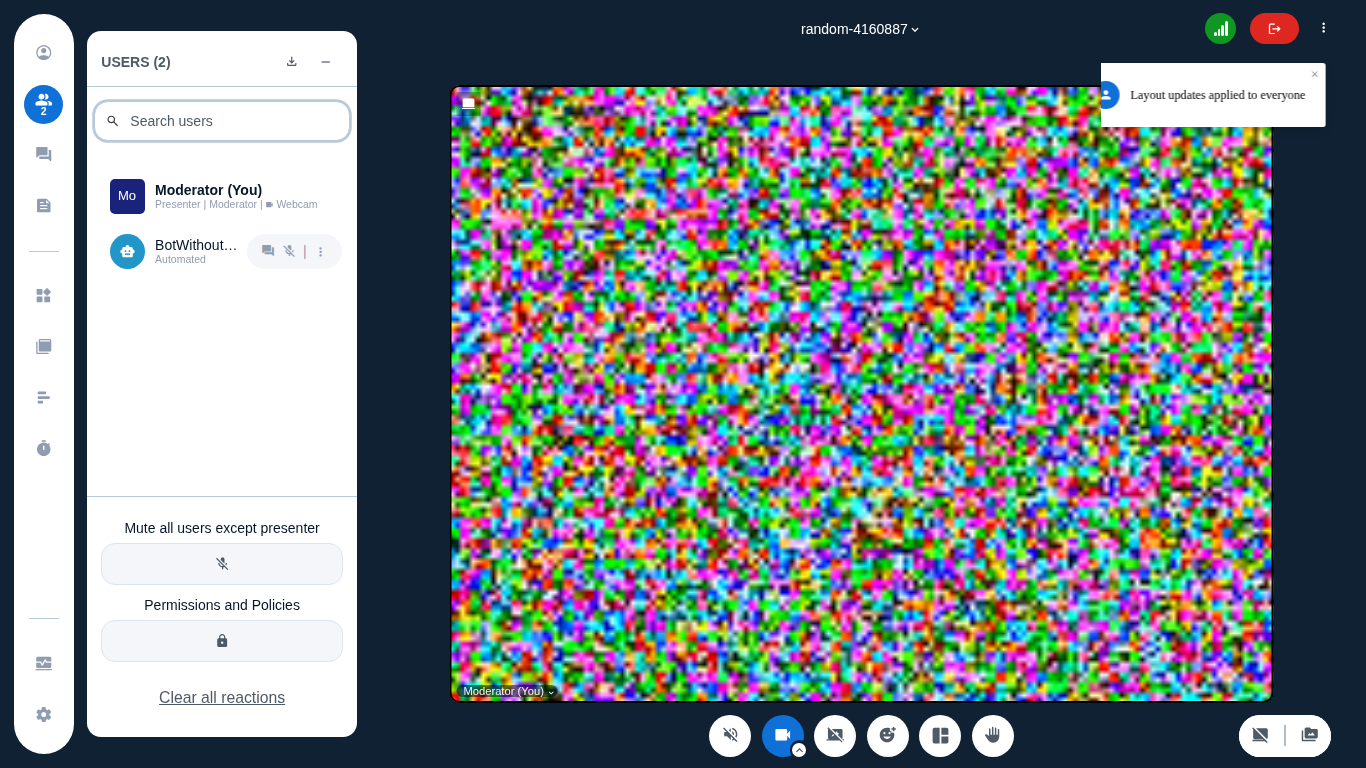 random-4160887
USERS (2)
2
Search users
Layout updates applied to everyone
Mo
Moderator (You)
Presenter | Moderator | Webcam
BotWithout...
Automated
Mute all users except presenter
Permissions and Policies
Clear all reactions
Moderator (You)